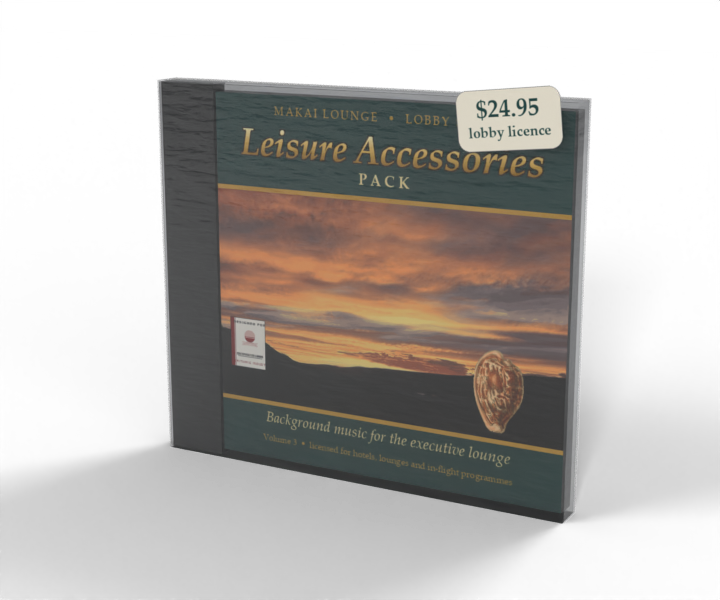 $24.95
lobby licence
MAKAI LOUNGE • LOBBY
Leisure Accessories
PACK
Background music for the executive lounge
Volume 3 • Licensed for hotels, lounges and in-flight programmes